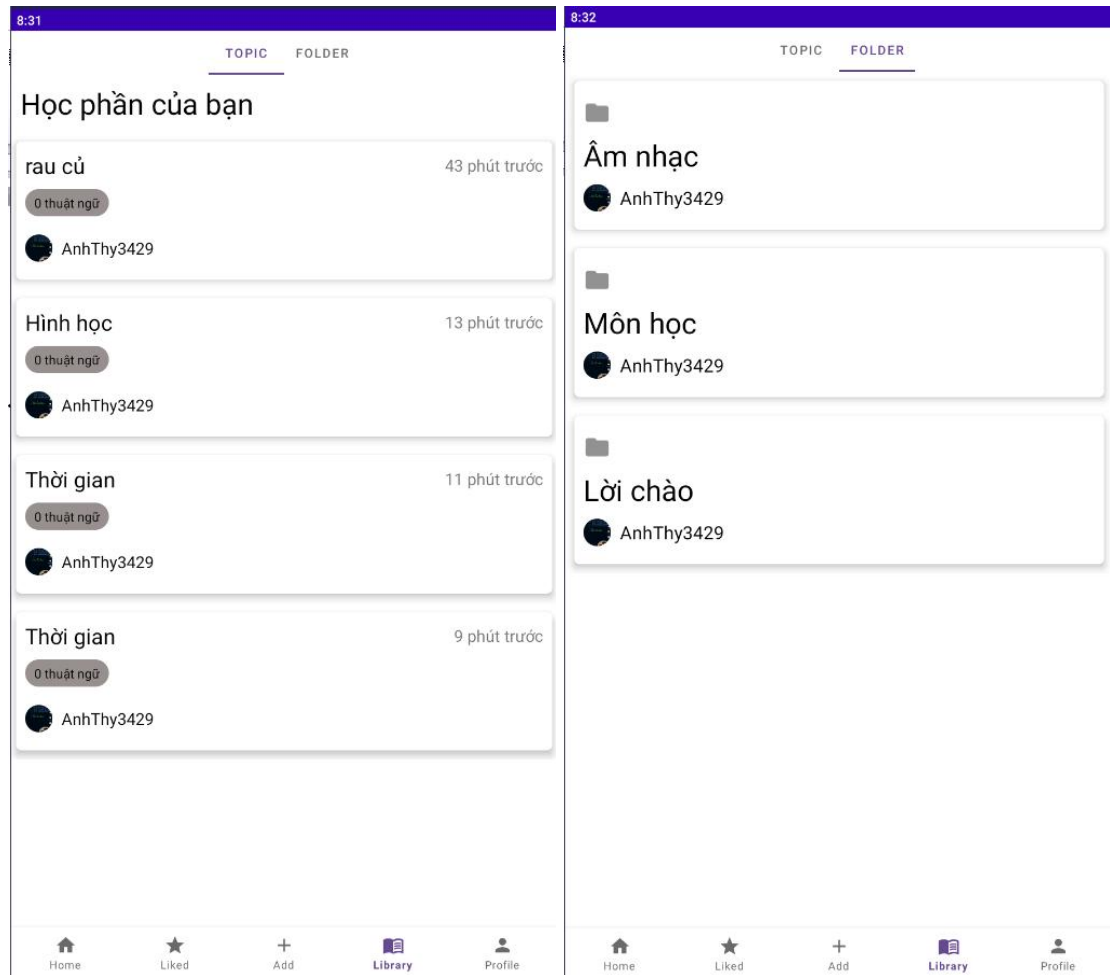 8:31
TOPIC FOLDER
Học phần của bạn
rau củ 43 phút trước
0 thuật ngữ
AnhThy3429
Hình học 13 phút trước
0 thuật ngữ
AnhThy3429
Thời gian 11 phút trước
0 thuật ngữ
AnhThy3429
Thời gian 9 phút trước
0 thuật ngữ
AnhThy3429
Home Liked Add Library Profile
8:32
TOPIC FOLDER
Âm nhạc
AnhThy3429
Môn học
AnhThy3429
Lời chào
AnhThy3429
Home Liked Add Library Profile